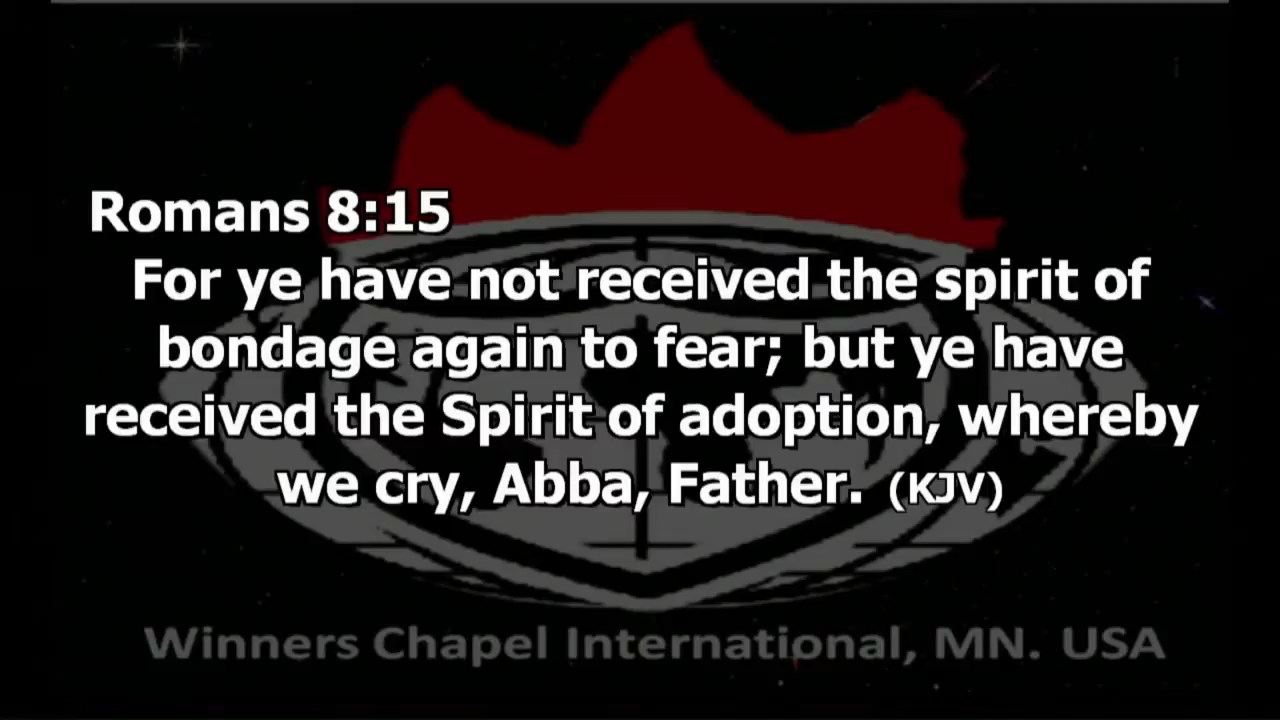 Romans 8:15
For ye have not received the spirit of
bondage again to fear; but ye have
received the Spirit of adoption, whereby
we cry, Abba, Father. (KJV)
Winners Chapel International, MN. USA